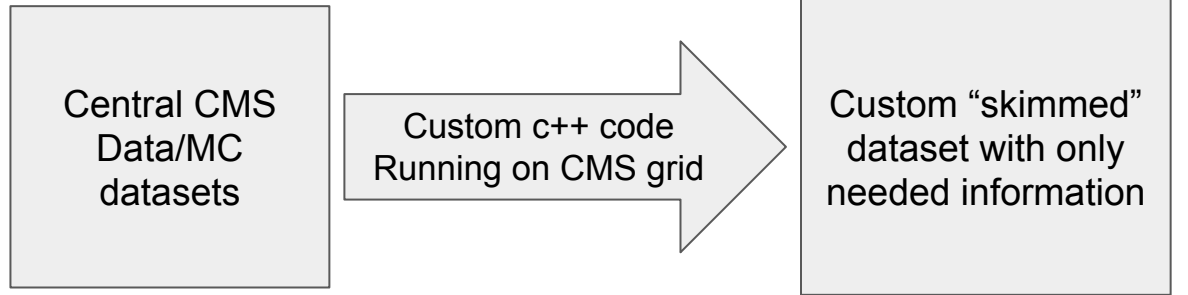 Central CMS
Data/MC
datasets
Custom c++ code
Running on CMS grid
Custom “skimmed”
dataset with only
needed information